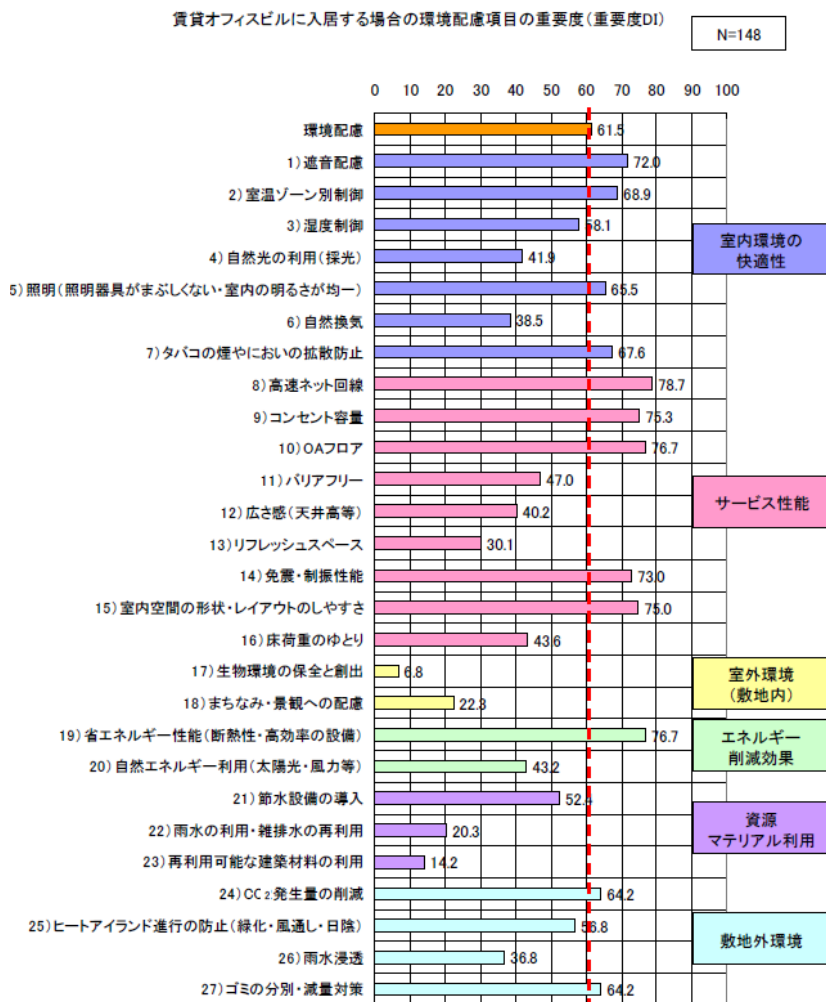 賃貸オフィスビルに入居する場合の環境配慮項目の重要度(重要度DI)
N=148
0 10 20 30 40 50 60 70 80 90 100
環境配慮 61.5
1)遮音配慮 72.0
2)室温ゾーン別制御 68.9
3)湿度制御 58.1
室内環境の
快適性
4)自然光の利用(採光) 41.9
5)照明(照明器具がまぶしくない・室内の明るさが均一) 65.5
6)自然換気 38.5
7)タバコの煙やにおいの拡散防止 67.6
8)高速ネット回線 78.7
9)コンセント容量 75.3
10)OAフロア 76.7
11)バリアフリー 47.0
12)広さ感(天井高等) 40.2
サービス性能
13)リフレッシュスペース 30.1
14)免震・制振性能 73.0
15)室内空間の形状・レイアウトのしやすさ 75.0
16)床荷重のゆとり 43.6
17)生物環境の保全と創出 6.8
室外環境
(敷地内)
18)まちなみ・景観への配慮 22.3
19)省エネルギー性能(断熱性・高効率の設備) 76.7
エネルギー
削減効果
20)自然エネルギー利用(太陽光・風力等) 43.2
21)節水設備の導入 52.4
資源
マテリアル利用
22)雨水の利用・雑排水の再利用 20.3
23)再利用可能な建築材料の利用 14.2
24)CO2発生量の削減 64.2
25)ヒートアイランド進行の防止(緑化・風通し・日陰) 56.8
敷地外環境
26)雨水浸透 36.8
27)ゴミの分別・減量対策 64.2